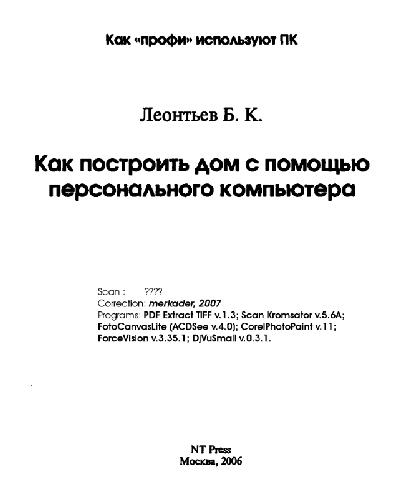 Как «профи» используют ПК
Леонтьев Б. К.
Как построить дом с помощью
персонального компьютера
Scan : ????
Correction: merkader, 2007
Programs: PDF Extract TIFF v.1.3; Scan Kromsator v.5.6A;
FotoCanvasLite (ACDSee v.4.0); CorelPhotoPaint v.11;
ForceVision v.3.35.1; DjVuSmall v.0.3.1.
NT Press
Москва, 2006